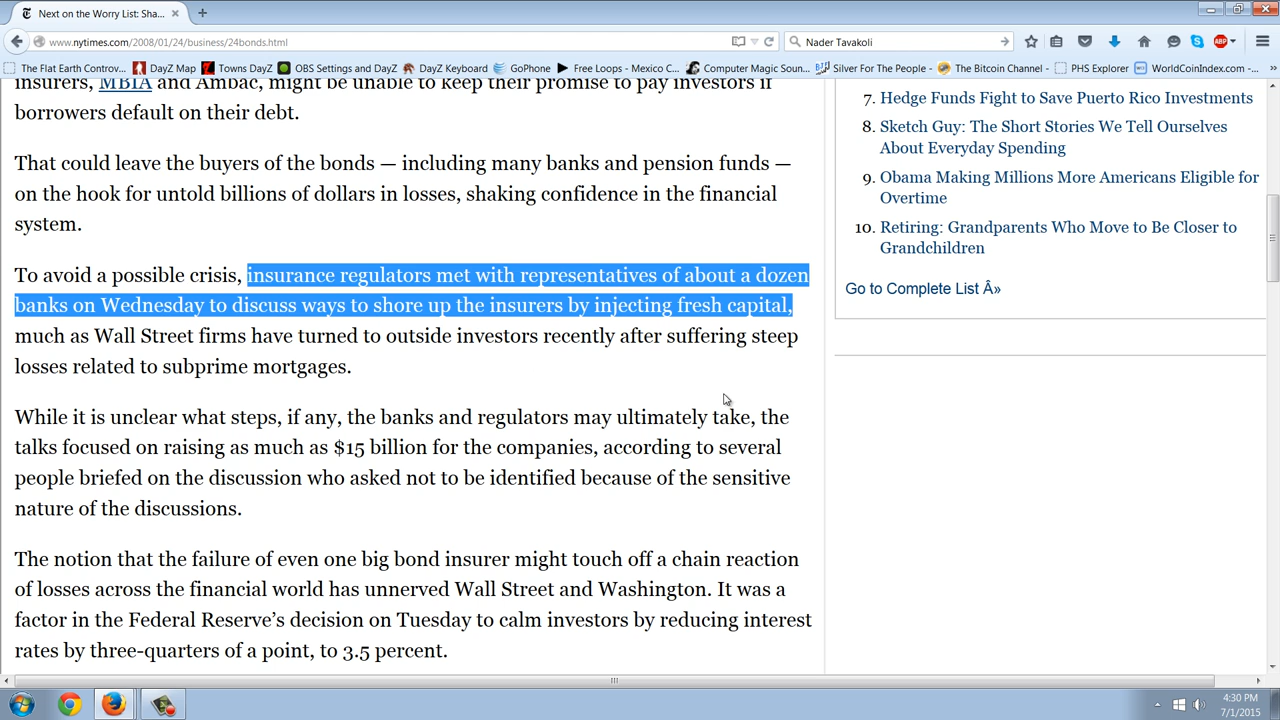 Next on the Worry List: Sha...
www.nytimes.com/2008/01/24/business/24bonds.html
Nader Tavakoli
ABP
The Flat Earth Controv...
DayZ Map
Towns DayZ
OBS Settings and DayZ
DayZ Keyboard
GoPhone
Free Loops - Mexico C...
Computer Magic Soun...
Silver For The People -
The Bitcoin Channel -
PHS Explorer
WorldCoinIndex.com -...
insurers, MBIA and Ambac, might be unable to keep their promise to pay investors if
borrowers default on their debt.
That could leave the buyers of the bonds — including many banks and pension funds —
on the hook for untold billions of dollars in losses, shaking confidence in the financial
system.
To avoid a possible crisis, insurance regulators met with representatives of about a dozen
banks on Wednesday to discuss ways to shore up the insurers by injecting fresh capital,
much as Wall Street firms have turned to outside investors recently after suffering steep
losses related to subprime mortgages.
While it is unclear what steps, if any, the banks and regulators may ultimately take, the
talks focused on raising as much as $15 billion for the companies, according to several
people briefed on the discussion who asked not to be identified because of the sensitive
nature of the discussions.
The notion that the failure of even one big bond insurer might touch off a chain reaction
of losses across the financial world has unnerved Wall Street and Washington. It was a
factor in the Federal Reserve's decision on Tuesday to calm investors by reducing interest
rates by three-quarters of a point, to 3.5 percent.
7. Hedge Funds Fight to Save Puerto Rico Investments
8. Sketch Guy: The Short Stories We Tell Ourselves
About Everyday Spending
9. Obama Making Millions More Americans Eligible for
Overtime
10. Retiring: Grandparents Who Move to Be Closer to
Grandchildren
Go to Complete List Â»
4:30 PM
7/1/2015